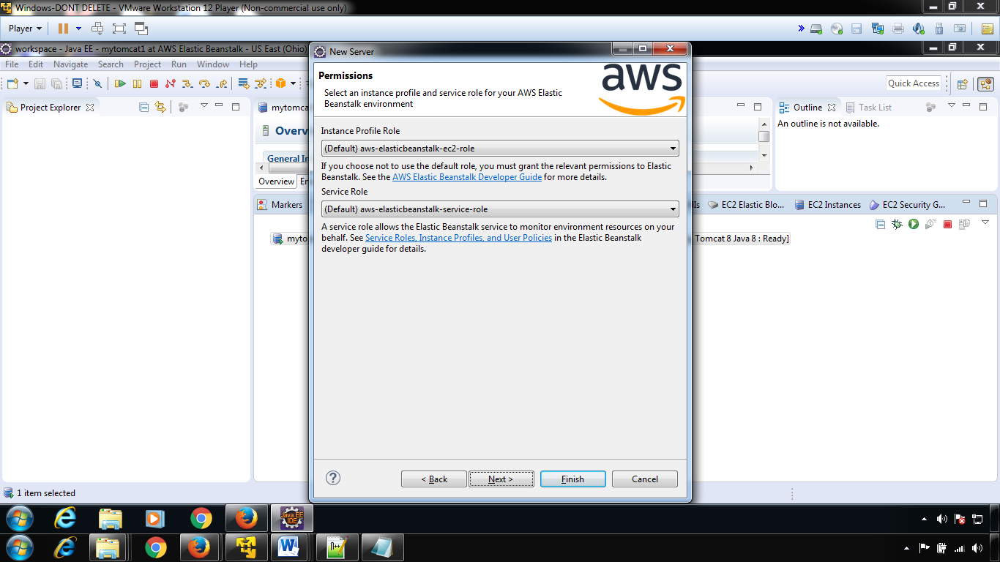 Windows-DONT DELETE - VMware Workstation 12 Player (Non-commercial use only)
Player
workspace - Java EE - mytomcat1 at AWS Elastic Beanstalk - US East (Ohio)
File Edit Navigate Search Project Run Window Help
Quick Access
Project Explorer
Overv
General In
Overview
Outline Task List
An outline is not available.
Markers
EC2 Elastic Blo...
EC2 Instances
EC2 Security G...
Tomcat 8 Java 8 : Ready]
New Server
Permissions
Select an instance profile and service role for your AWS Elastic
Beanstalk environment
aws
Instance Profile Role
(Default) aws-elasticbeanstalk-ec2-role
If you choose not to use the default role, you must grant the relevant permissions to Elastic
Beanstalk. See the AWS Elastic Beanstalk Developer Guide for more details.
Service Role
(Default) aws-elasticbeanstalk-service-role
A service role allows the Elastic Beanstalk service to monitor environment resources on your
behalf. See Service Roles, Instance Profiles, and User Policies in the Elastic Beanstalk
developer guide for details.
< Back
Next >
Finish
Cancel
1 item selected
Java EE
IDE